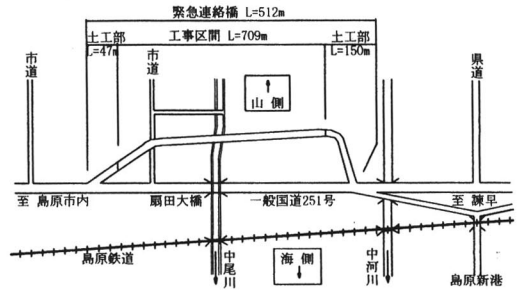 緊急連絡橋 L=512m
土工部
L=47m
工事区間 L=709m
土工部
L=150m
市道
市道
県道
山側
至 島原市内
扇田大橋
一般国道251号
至 諫早
島原鉄道
中尾川
海側
中河川
島原新港